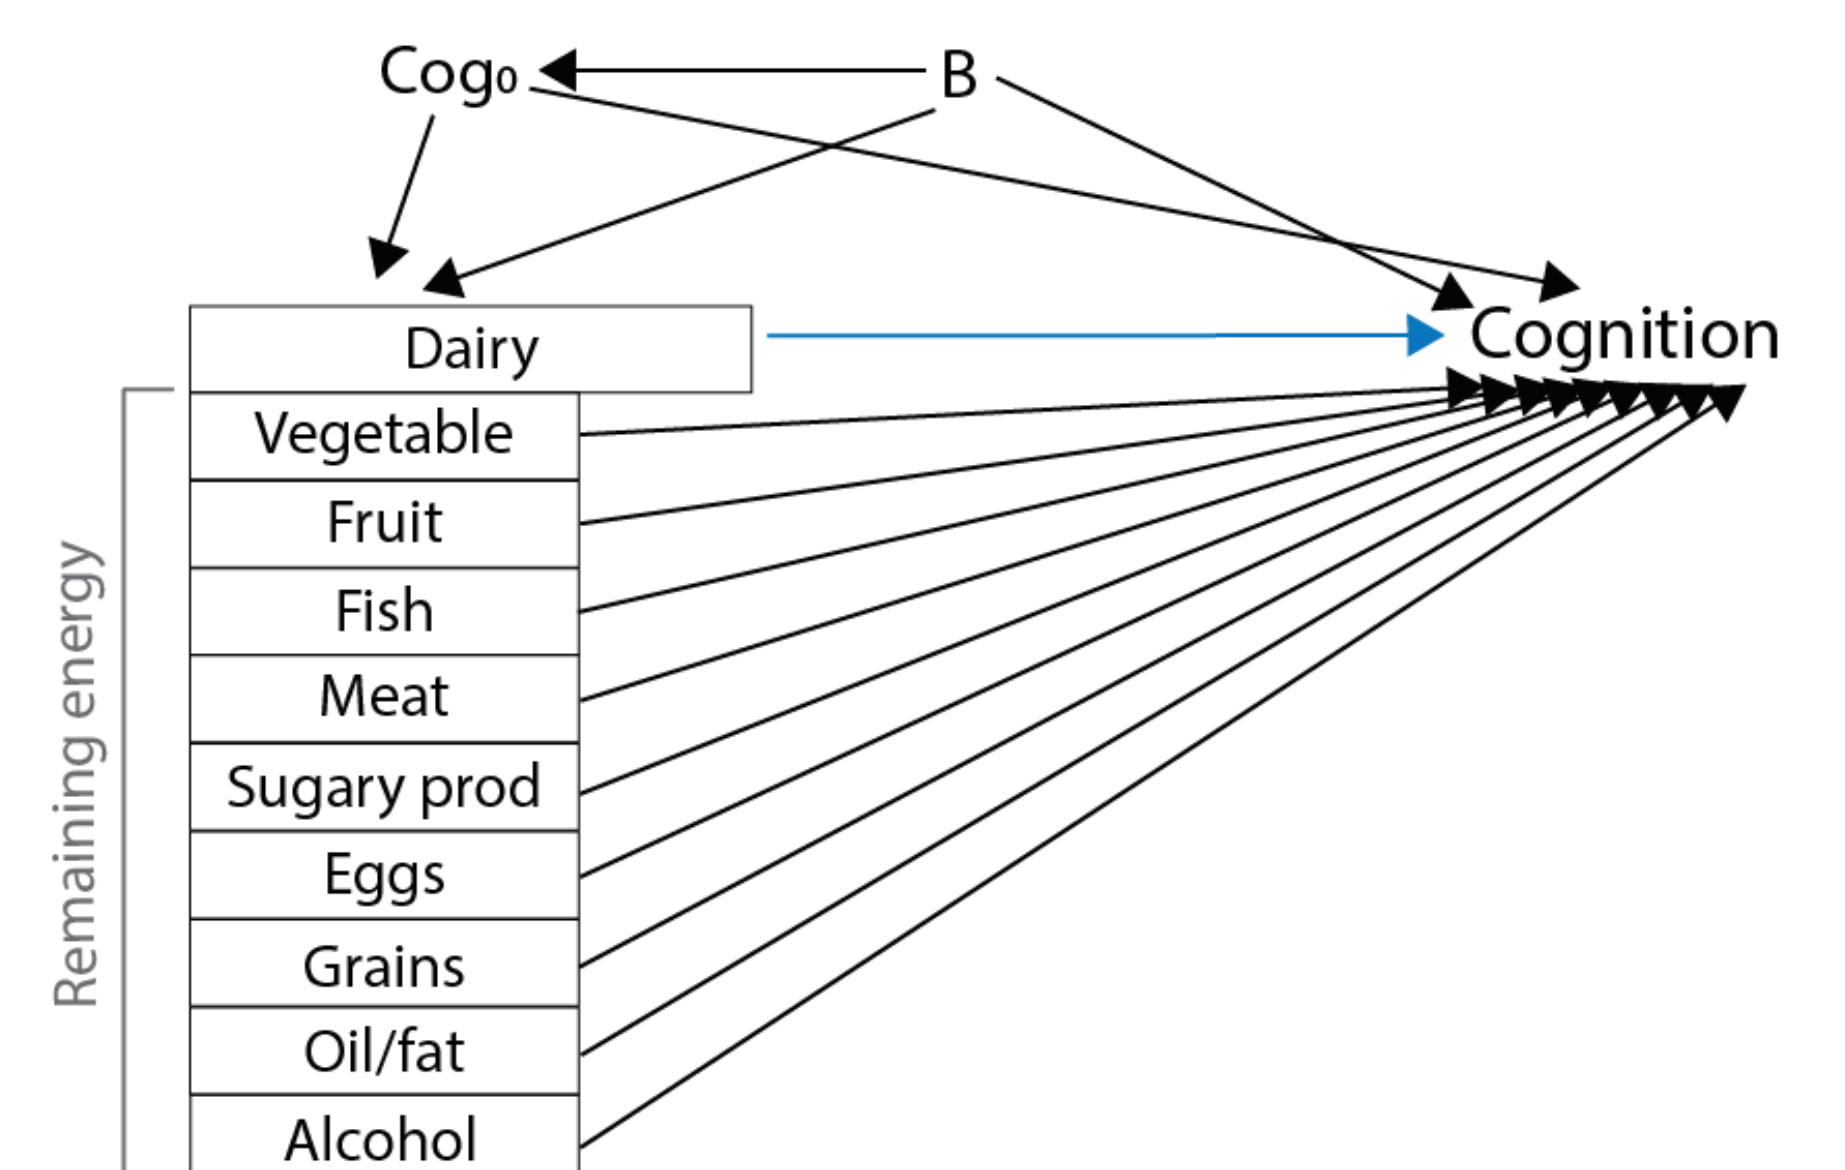 Cog₀
B
Dairy
Cognition
Vegetable
Fruit
Fish
Meat
Sugary prod
Eggs
Grains
Oil/fat
Alcohol
Remaining energy